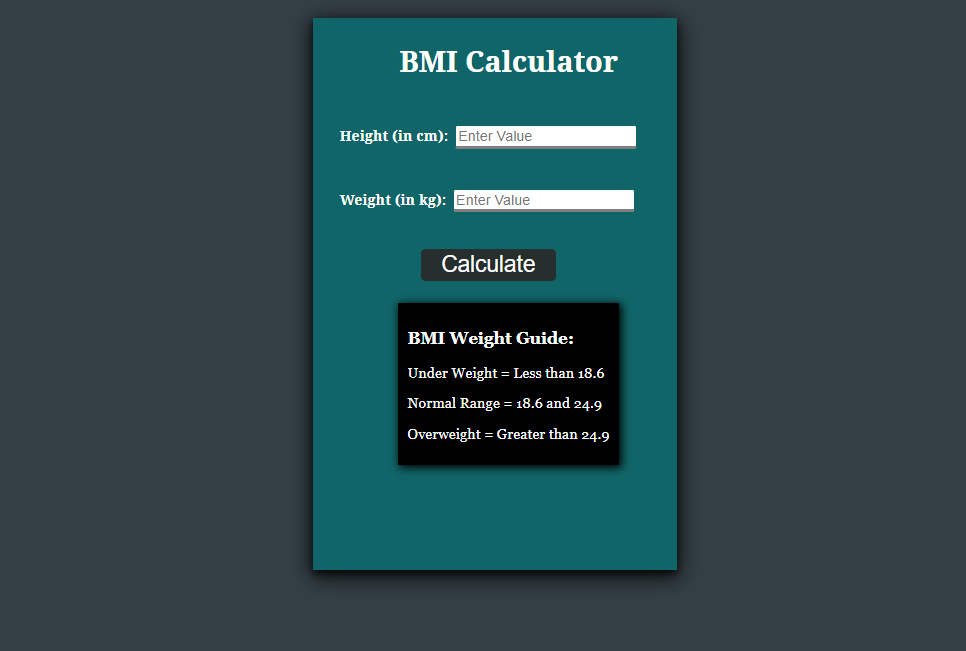 BMI Calculator
Height (in cm): Enter Value
Weight (in kg): Enter Value
Calculate
BMI Weight Guide:
Under Weight = Less than 18.6
Normal Range = 18.6 and 24.9
Overweight = Greater than 24.9